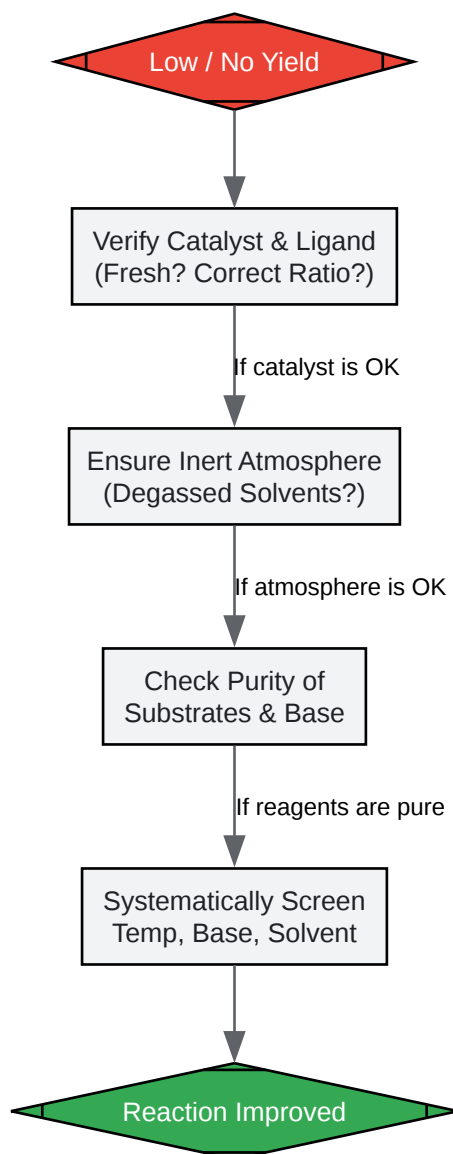 Low / No Yield
Verify Catalyst & Ligand
(Fresh? Correct Ratio?)
If catalyst is OK
Ensure Inert Atmosphere
(Degassed Solvents?)
If atmosphere is OK
Check Purity of
Substrates & Base
If reagents are pure
Systematically Screen
Temp, Base, Solvent
Reaction Improved